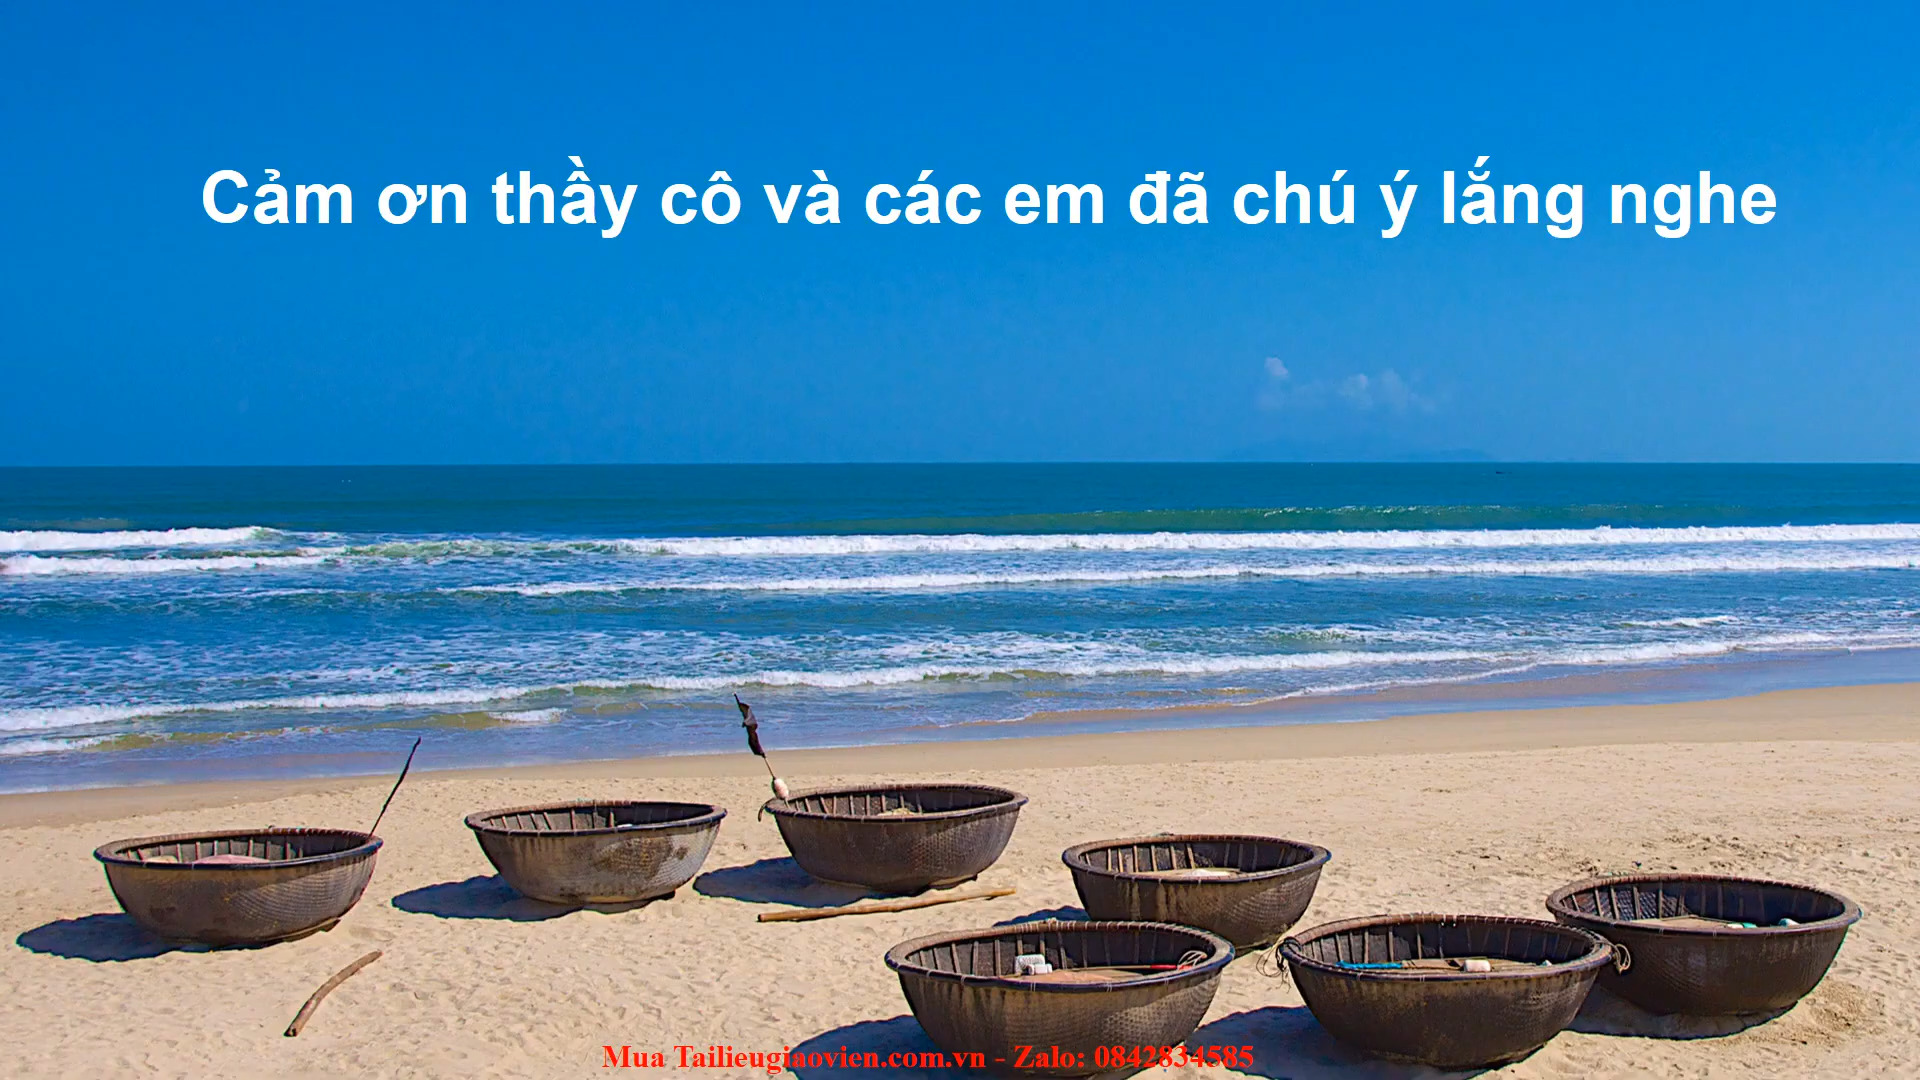 Cảm ơn thầy cô và các em đã chú ý lắng nghe
Mua Tailieugiaovien.com.vn - Zalo: 0842834585